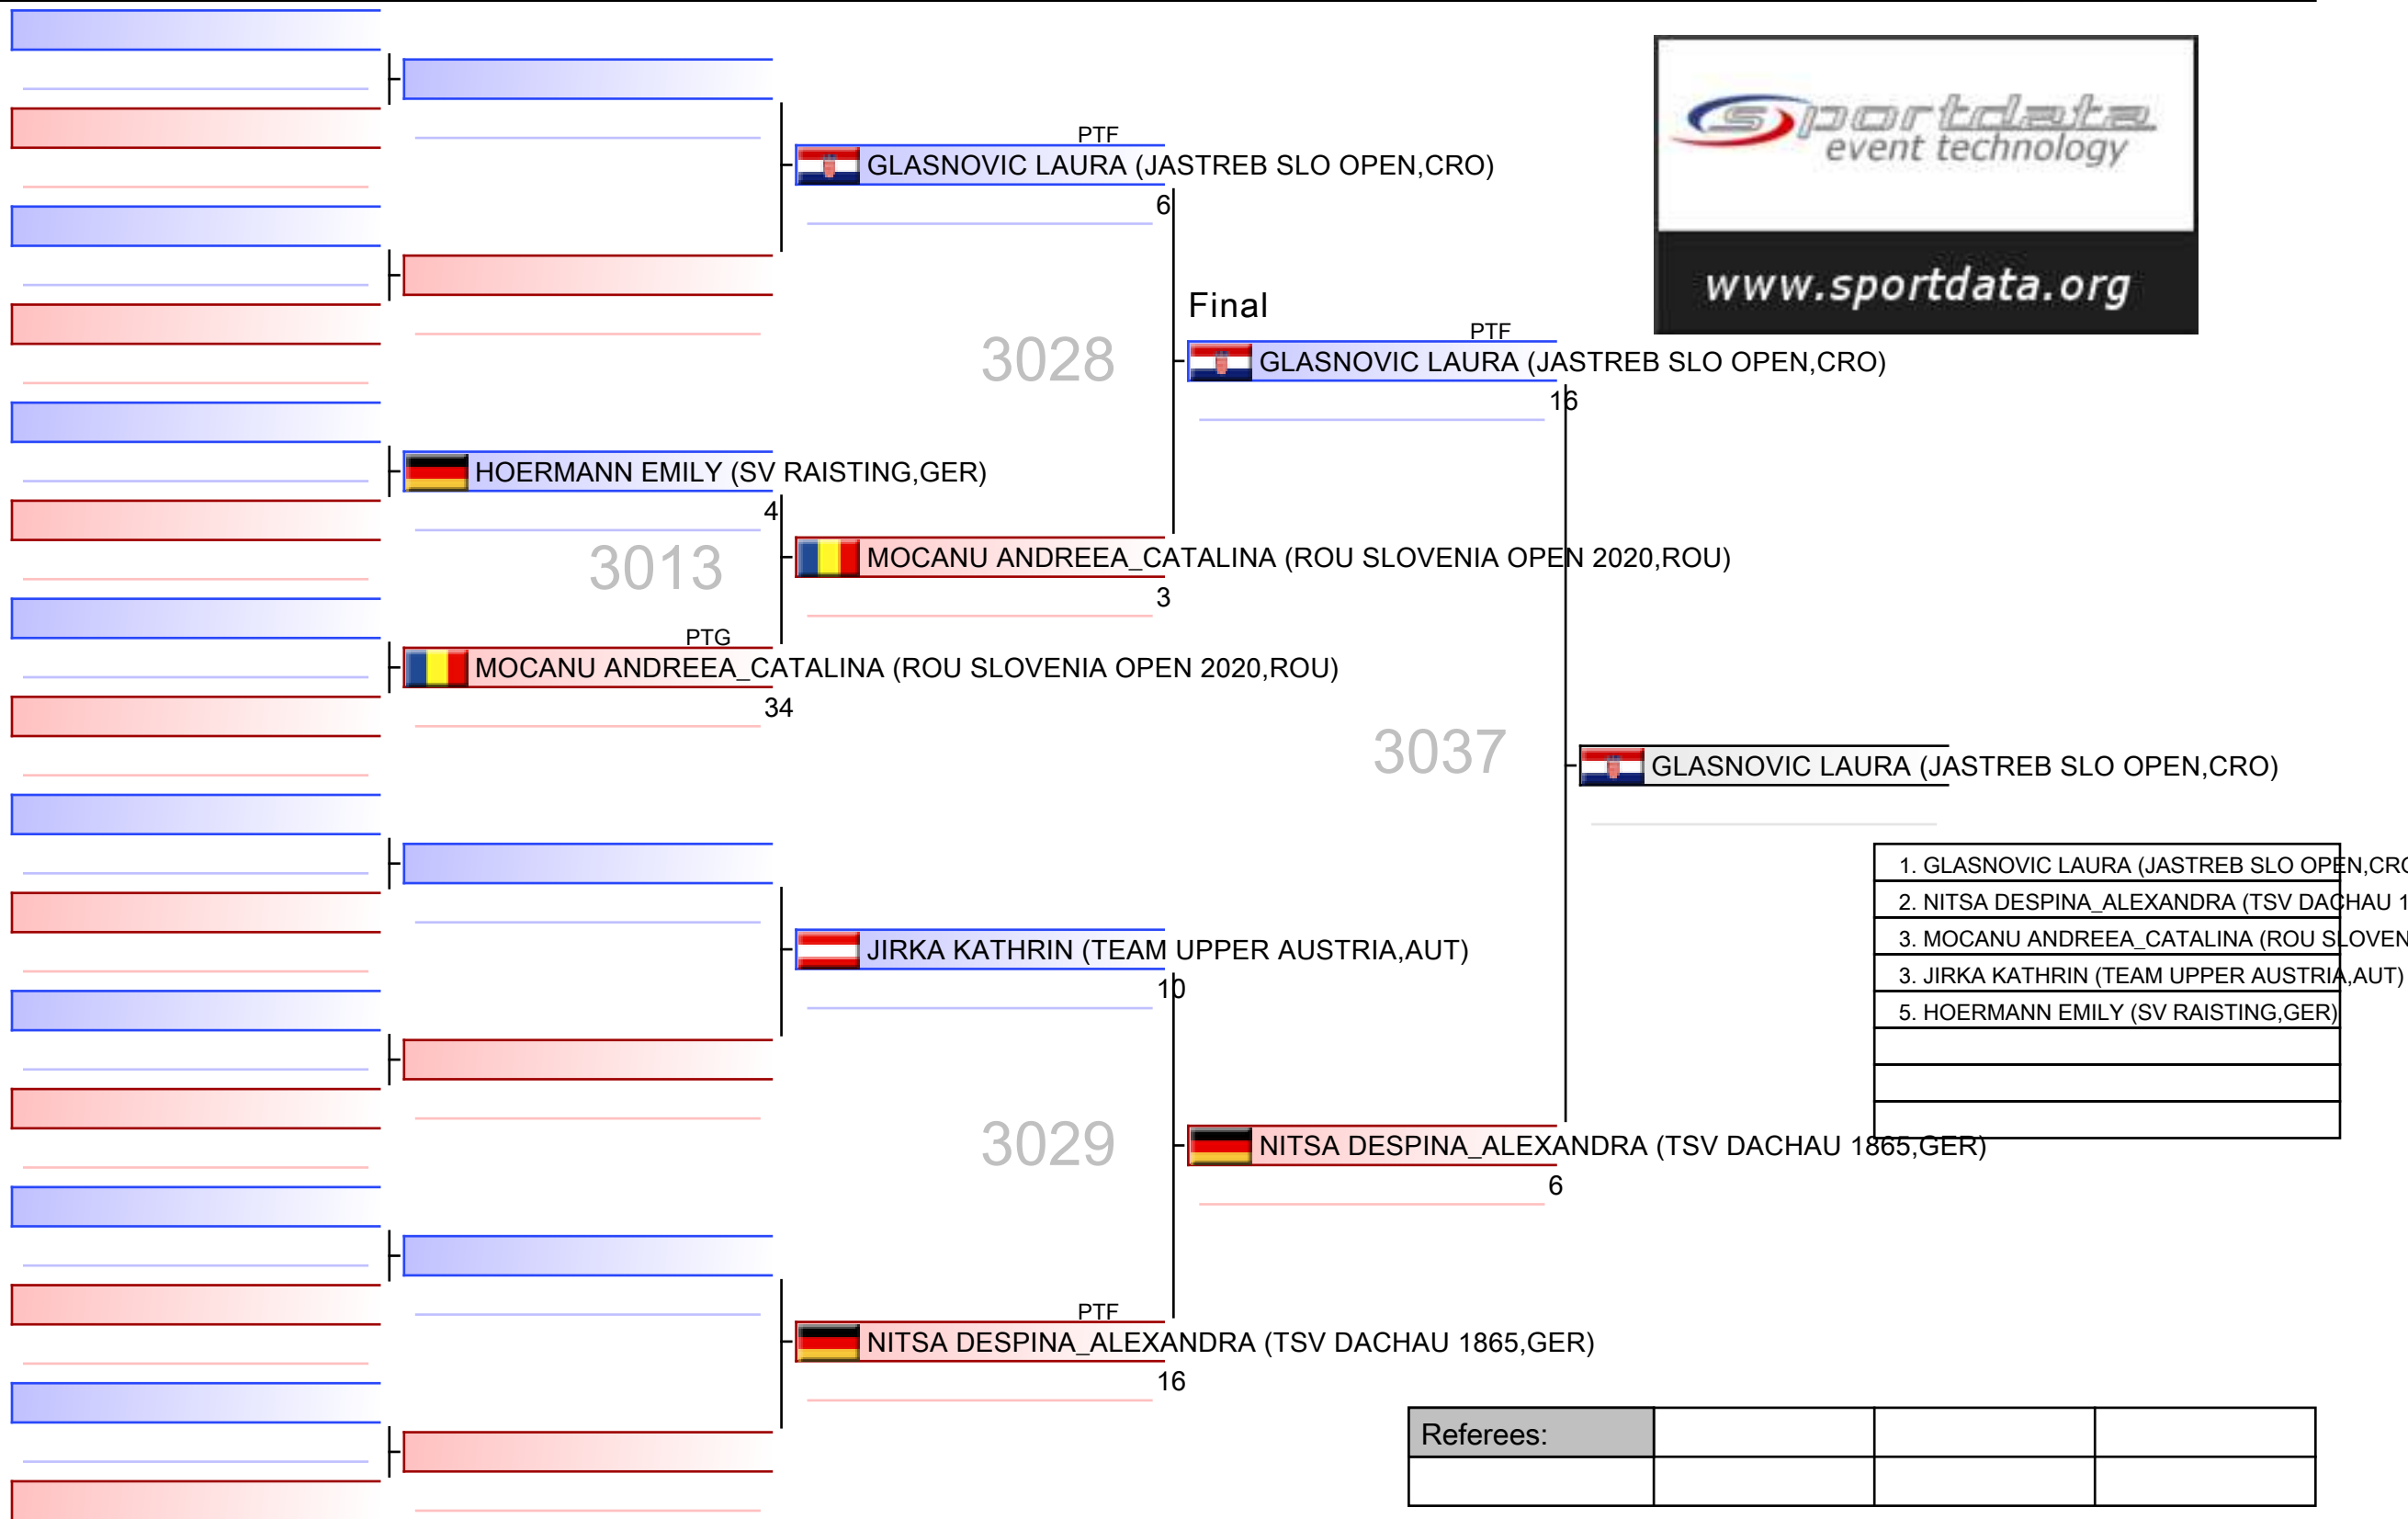 sportdata
event technology
www.sportdata.org
PTF
GLASNOVIC LAURA (JASTREB SLO OPEN,CRO)
6
Final
3028
PTF
GLASNOVIC LAURA (JASTREB SLO OPEN,CRO)
16
HOERMANN EMILY (SV RAISTING,GER)
4
3013
MOCANU ANDREEA_CATALINA (ROU SLOVENIA OPEN 2020,ROU)
3
PTG
MOCANU ANDREEA_CATALINA (ROU SLOVENIA OPEN 2020,ROU)
34
3037
GLASNOVIC LAURA (JASTREB SLO OPEN,CRO)
1. GLASNOVIC LAURA (JASTREB SLO OPEN,CRO
2. NITSA DESPINA_ALEXANDRA (TSV DACHAU 1
3. MOCANU ANDREEA_CATALINA (ROU SLOVEN
3. JIRKA KATHRIN (TEAM UPPER AUSTRIA,AUT)
5. HOERMANN EMILY (SV RAISTING,GER)
JIRKA KATHRIN (TEAM UPPER AUSTRIA,AUT)
10
3029
NITSA DESPINA_ALEXANDRA (TSV DACHAU 1865,GER)
6
PTF
NITSA DESPINA_ALEXANDRA (TSV DACHAU 1865,GER)
16
Referees: